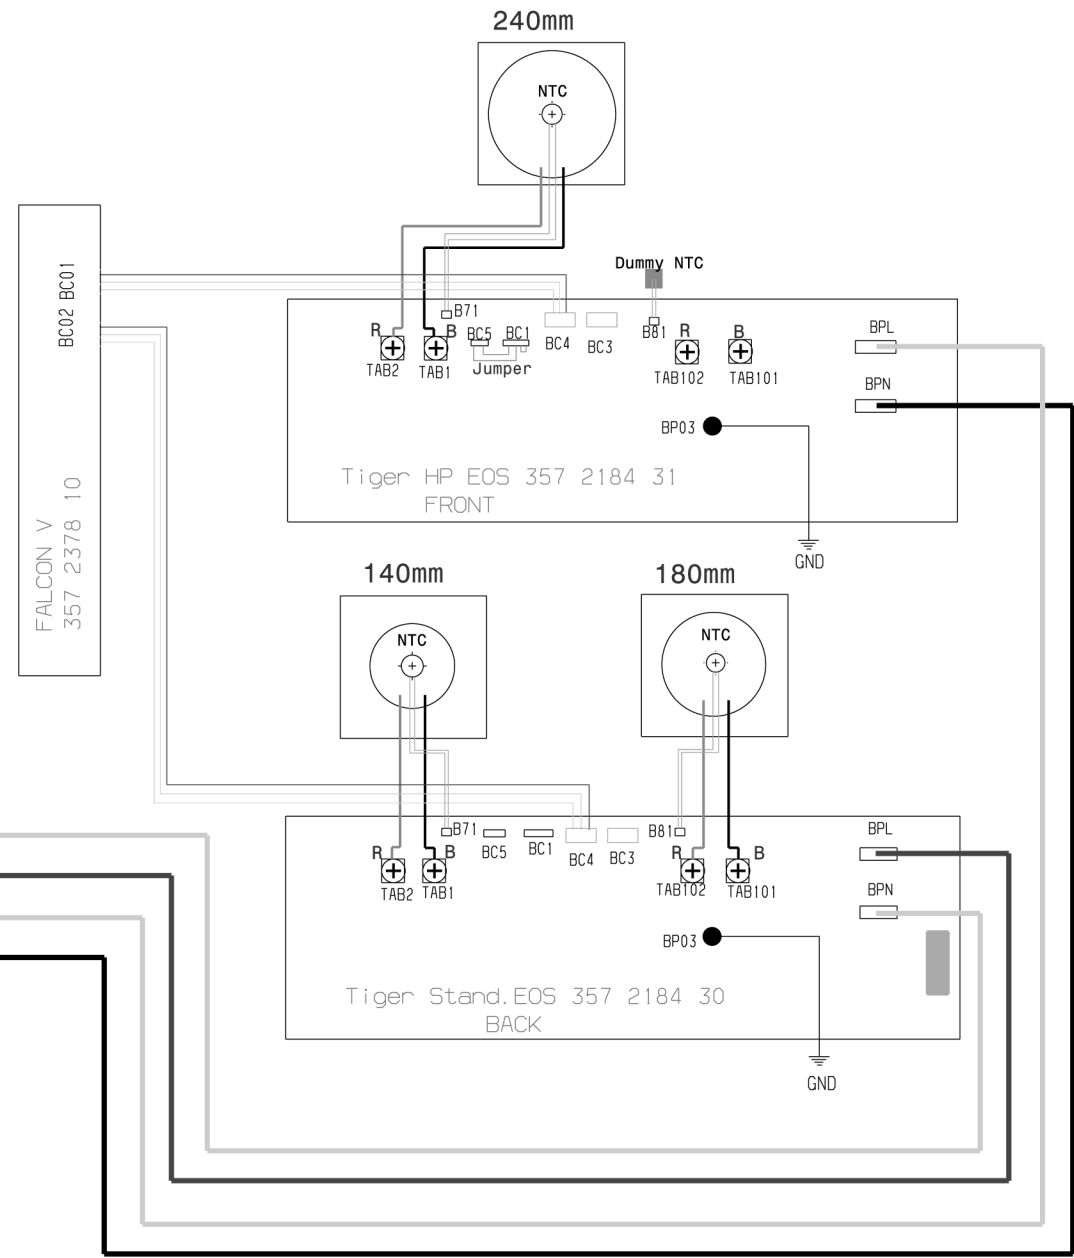 240mm
NTC
BC02 BC01
FALCON V
357 2378 10
Dummy NTC
B71
R
B
BC5
BC1
BC4
BC3
B81
R
B
BPL
TAB2
TAB1
Jumper
TAB102
TAB101
BPN
BP03
Tiger HP EOS 357 2184 31
FRONT
GND
140mm
180mm
NTC
NTC
B71
R
B
BC5
BC1
BC4
BC3
B81
R
B
BPL
TAB2
TAB1
TAB102
TAB101
BPN
BP03
Tiger Stand.EOS 357 2184 30
BACK
GND